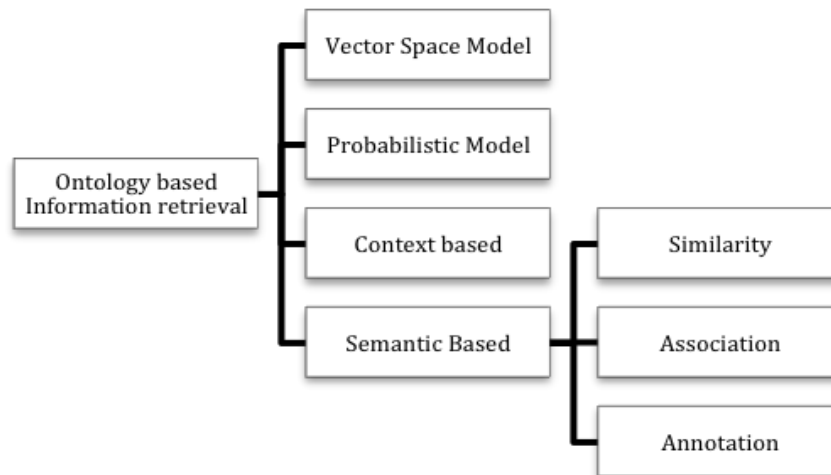 Vector Space Model
Probabilistic Model
Ontology based
Information retrieval
Context based
Similarity
Semantic Based
Association
Annotation